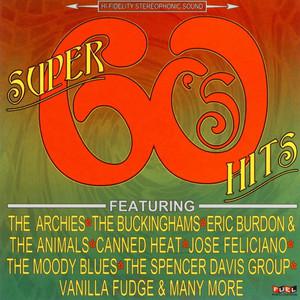 HI-FIDELITY STEREOPHONIC SOUND
SUPER
60's
HITS
FEATURING
THE ARCHIES*THE BUCKINGHAMS*ERIC BURDON &
THE ANIMALS*CANNED HEAT*JOSE FELICIANO*
THE MOODY BLUES*THE SPENCER DAVIS GROUP*
VANILLA FUDGE & MANY MORE
FUEL